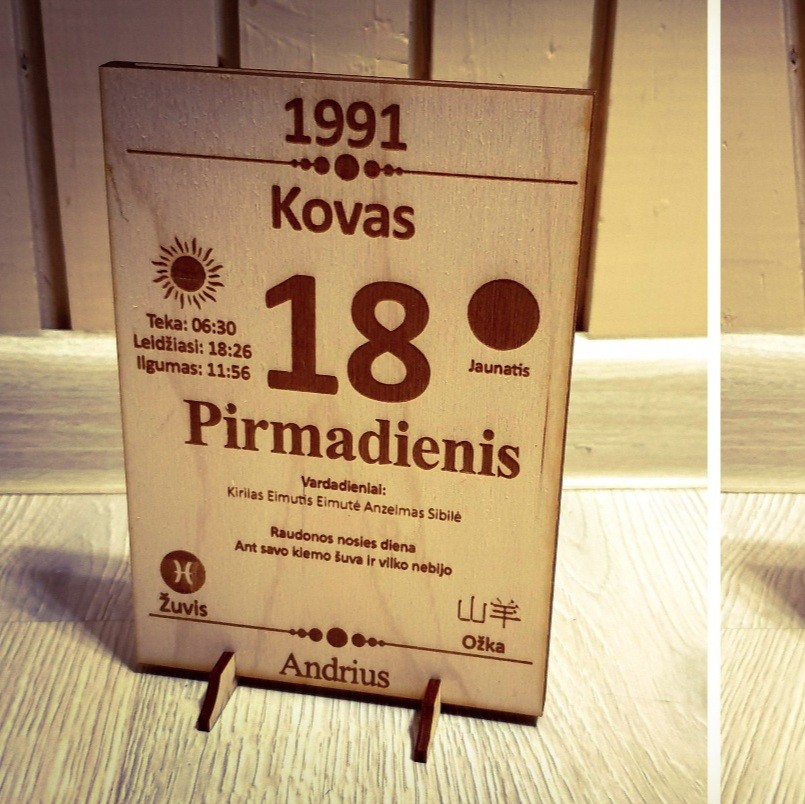 1991
Kovas
18
Teka: 06:30
Leidžiasi: 18:26
Ilgumas: 11:56
Jaunatis
Pirmadienis
Vardadieniai:
Kirilas Eimutis Eimutė Anzelmas Sibilė
Raudonos nosies diena
Ant savo kiemo šuva ir vilko nebijo
Žuvis
山羊
Ožka
Andrius